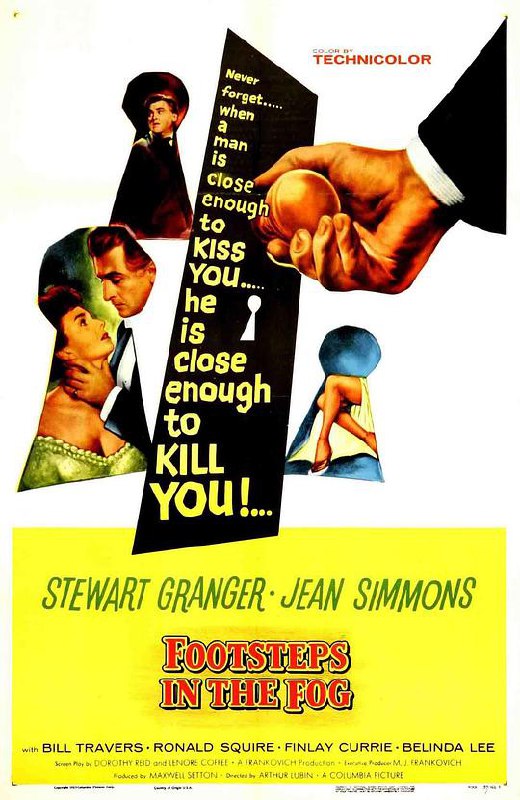 COLOR BY
TECHNICOLOR
Never
forget.....
when
a
man
is
close
enough
to
KISS
YOU.....
he
is
close
enough
to
KILL
YOU!....
STEWART GRANGER · JEAN SIMMONS
FOOTSTEPS
IN THE FOG
with BILL TRAVERS · RONALD SQUIRE · FINLAY CURRIE · BELINDA LEE
Screen Play by DOROTHY REID and LENORE COFFEE · A FRANKOVICH Production · Executive Producer M. J. FRANKOVICH
Produced by MAXWELL SETTON · Directed by ARTHUR LUBIN · A COLUMBIA PICTURE
Country of Origin U.S.A.